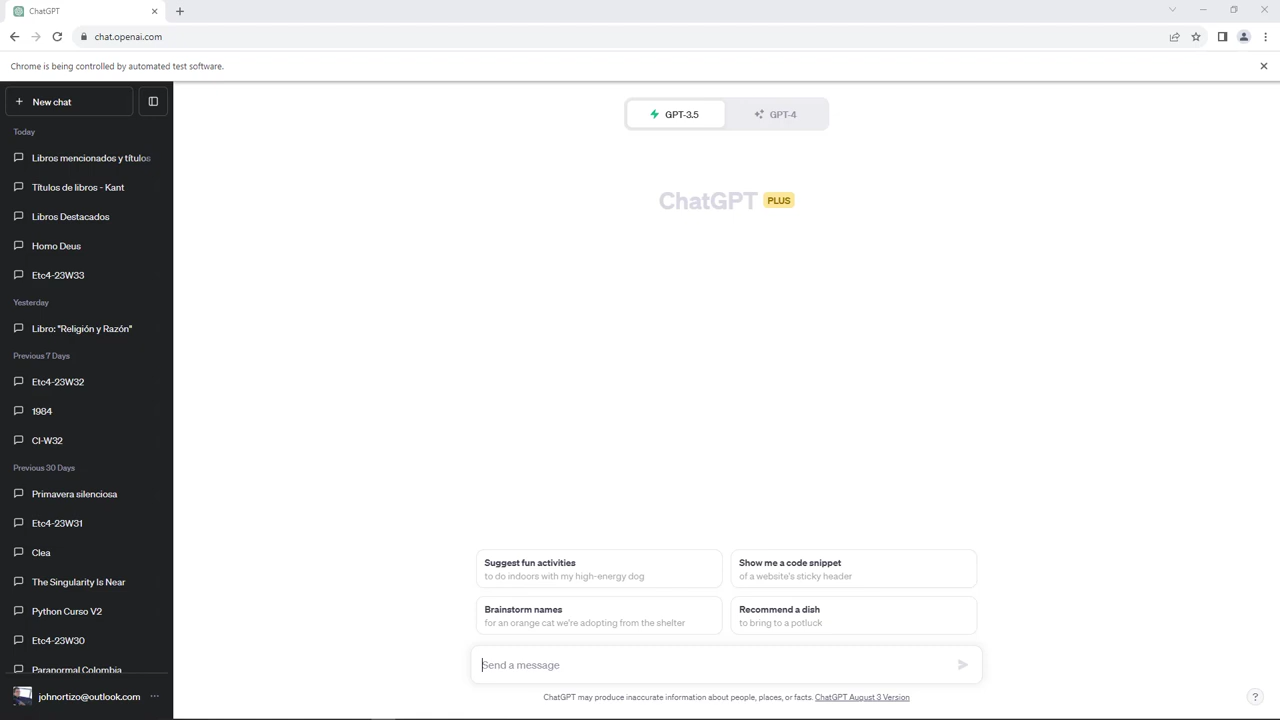 ChatGPT
chat.openai.com
Chrome is being controlled by automated test software.
New chat
Today
Libros mencionados y títulos
Títulos de libros - Kant
Libros Destacados
Homo Deus
Etc4-23W33
Yesterday
Libro: "Religión y Razón"
Previous 7 Days
Etc4-23W32
1984
CI-W32
Previous 30 Days
Primavera silenciosa
Etc4-23W31
Clea
The Singularity Is Near
Python Curso V2
Etc4-23W30
Paranormal Colombia
johnortizo@outlook.com
GPT-3.5
GPT-4
ChatGPT PLUS
Suggest fun activities
to do indoors with my high-energy dog
Show me a code snippet
of a website's sticky header
Brainstorm names
for an orange cat we're adopting from the shelter
Recommend a dish
to bring to a potluck
Send a message
ChatGPT may produce inaccurate information about people, places, or facts. ChatGPT August 3 Version
?